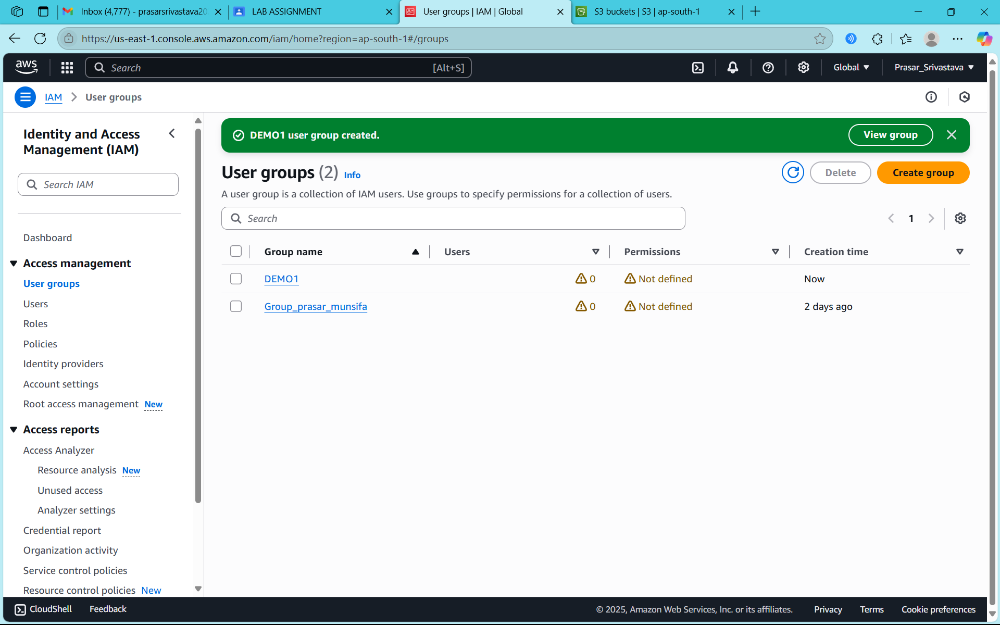 Inbox (4,777) - prasarsrivastava20
LAB ASSIGNMENT
User groups | IAM | Global
S3 buckets | S3 | ap-south-1
https://us-east-1.console.aws.amazon.com/iam/home?region=ap-south-1#/groups
aws
Search
[Alt+S]
Global
Prasar_Srivastava
IAM
User groups
Identity and Access
Management (IAM)
Search IAM
Dashboard
Access management
User groups
Users
Roles
Policies
Identity providers
Account settings
Root access management New
Access reports
Access Analyzer
Resource analysis New
Unused access
Analyzer settings
Credential report
Organization activity
Service control policies
Resource control policies New
DEMO1 user group created.
View group
User groups (2) Info
Delete
Create group
A user group is a collection of IAM users. Use groups to specify permissions for a collection of users.
Search
1
Group name
Users
Permissions
Creation time
DEMO1
0
Not defined
Now
Group_prasar_munsifa
0
Not defined
2 days ago
CloudShell
Feedback
© 2025, Amazon Web Services, Inc. or its affiliates.
Privacy
Terms
Cookie preferences